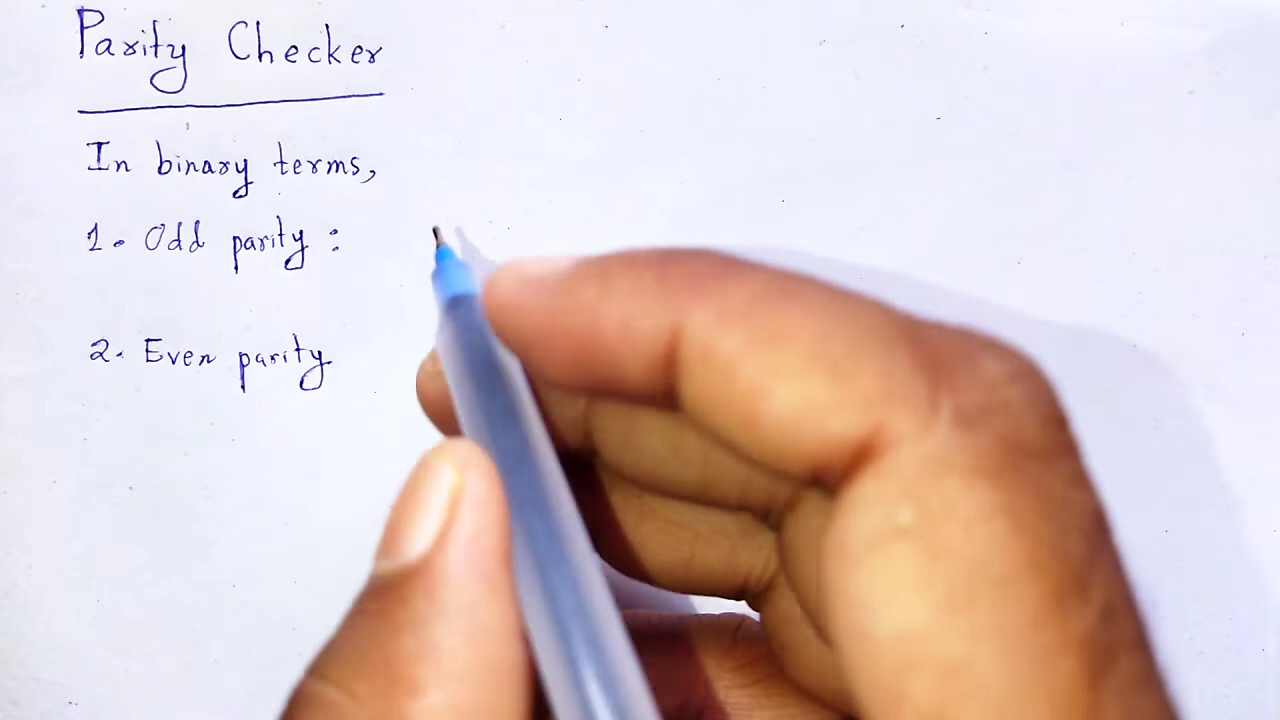 Parity Checker
In binary terms,
1. Odd parity :
2. Even parity